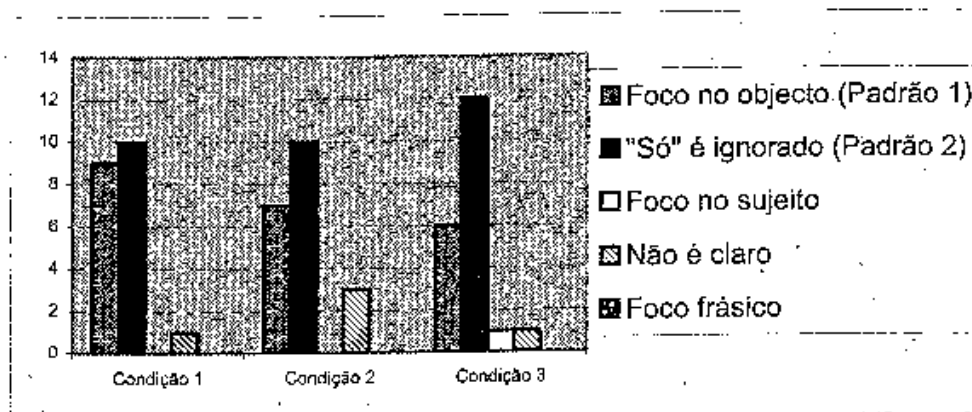 14
12
10
8
6
4
2
0
Condição 1
Condição 2
Condição 3
Foco no objecto (Padrão 1)
"Só" é ignorado (Padrão 2)
Foco no sujeito
Não é claro
Foco frásico